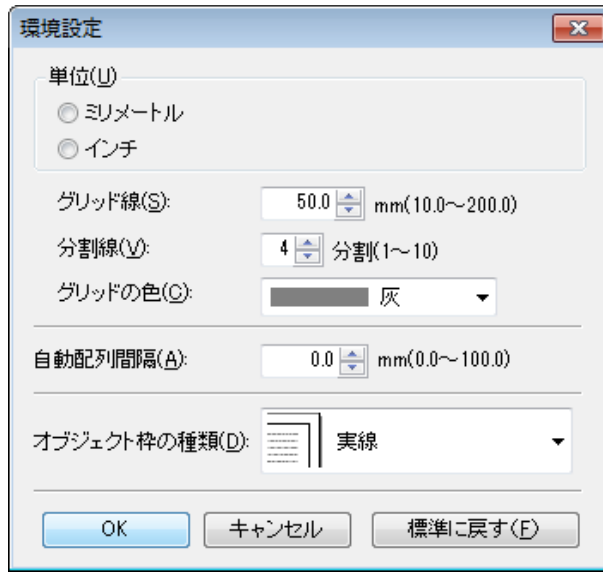 環境設定
単位(U)
ミリメートル
インチ
グリッド線(S): 50.0 mm(10.0～200.0)
分割線(V): 4 分割(1～10)
グリッドの色(C): 灰
自動配列間隔(A): 0.0 mm(0.0～100.0)
オブジェクト枠の種類(D): 実線
OK キャンセル 標準に戻す(F)